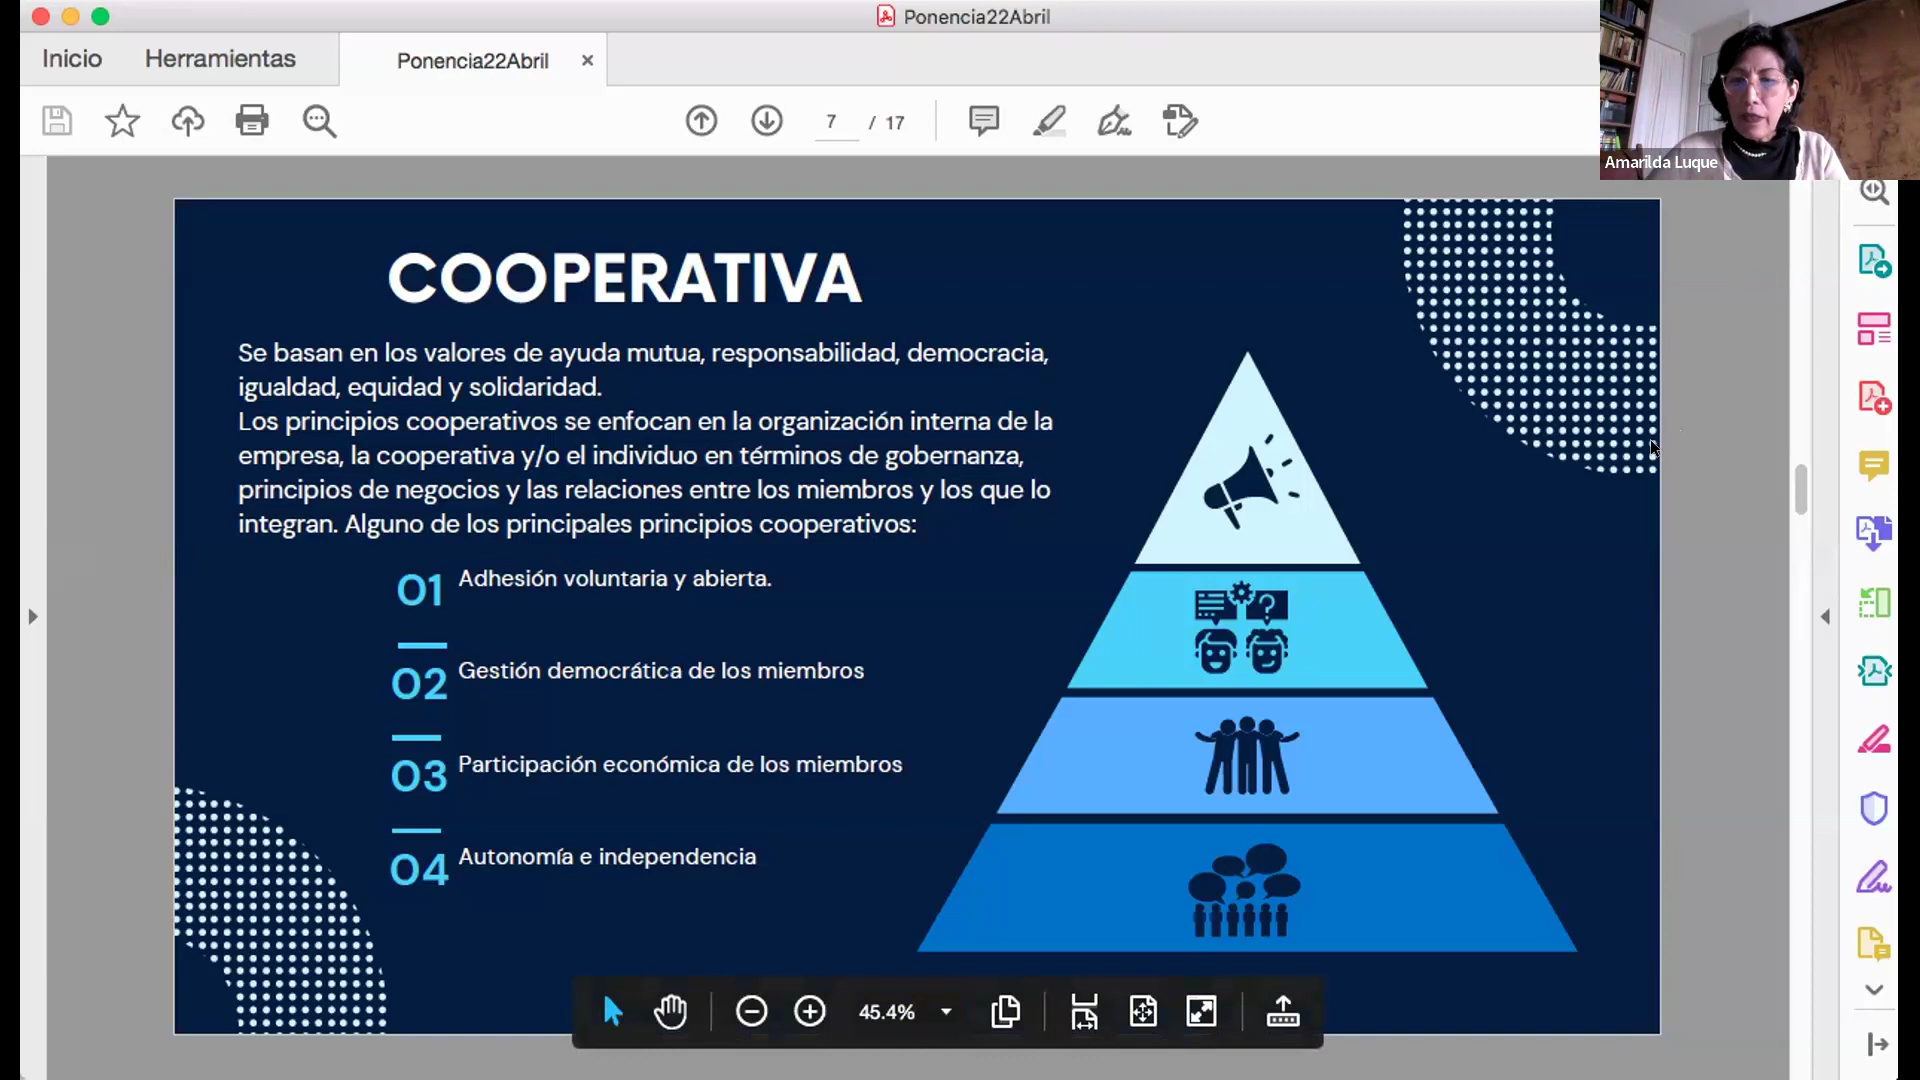 Ponencia22Abril
Inicio
Herramientas
Ponencia22Abril
7 / 17
Amarilda Luque
COOPERATIVA
Se basan en los valores de ayuda mutua, responsabilidad, democracia,
igualdad, equidad y solidaridad.
Los principios cooperativos se enfocan en la organización interna de la
empresa, la cooperativa y/o el individuo en términos de gobernanza,
principios de negocios y las relaciones entre los miembros y los que lo
integran. Alguno de los principales principios cooperativos:
01 Adhesión voluntaria y abierta.
02 Gestión democrática de los miembros
03 Participación económica de los miembros
04 Autonomía e independencia
?
45.4%